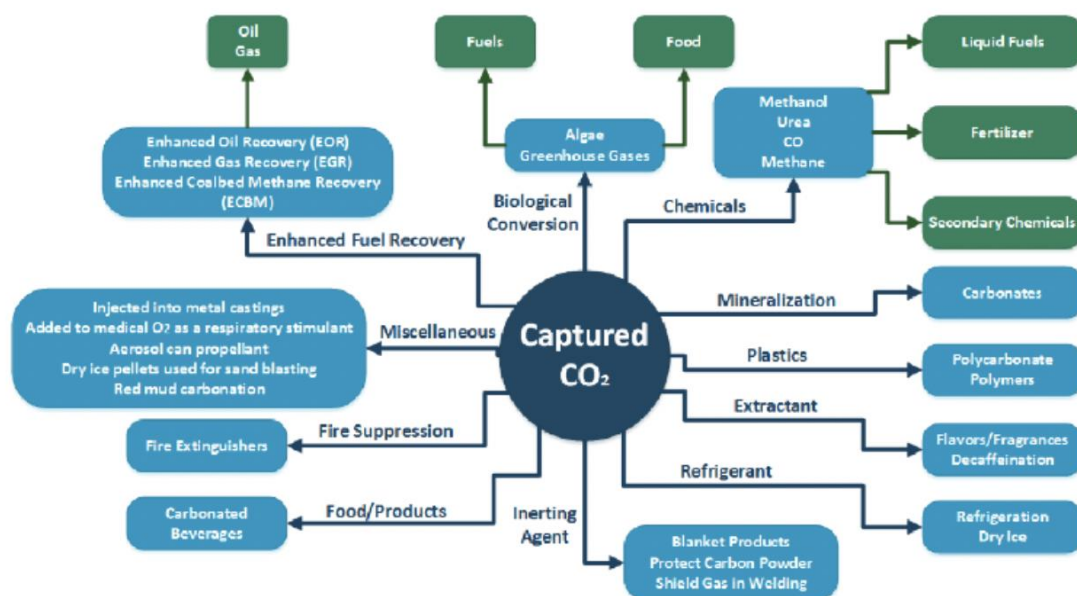 Oil
Gas
Fuels
Food
Liquid Fuels
Methanol
Urea
CO
Methane
Fertilizer
Secondary Chemicals
Enhanced Oil Recovery (EOR)
Enhanced Gas Recovery (EGR)
Enhanced Coalbed Methane Recovery
(ECBM)
Algae
Greenhouse Gases
Biological
Conversion
Chemicals
Enhanced Fuel Recovery
Injected into metal castings
Added to medical O₂ as a respiratory stimulant
Aerosol can propellant
Dry ice pellets used for sand blasting
Red mud carbonation
Miscellaneous
Captured
CO₂
Mineralization
Carbonates
Plastics
Polycarbonate
Polymers
Extractant
Flavors/Fragrances
Decaffeination
Fire Suppression
Fire Extinguishers
Refrigerant
Refrigeration
Dry Ice
Food/Products
Carbonated
Beverages
Inerting
Agent
Blanket Products
Protect Carbon Powder
Shield Gas in Welding